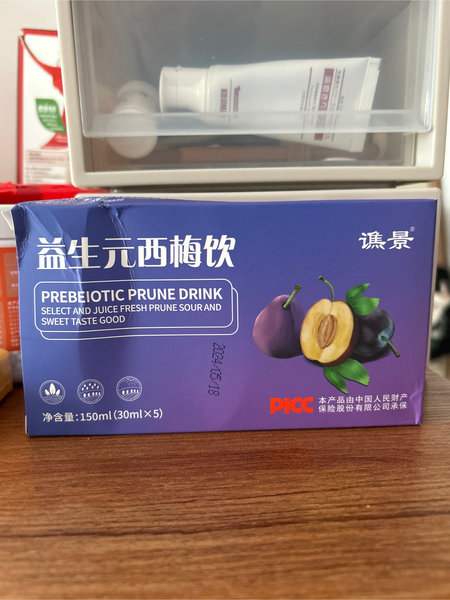 益生元西梅饮
譙景®
PREBEIOTIC PRUNE DRINK
SELECT AND JUICE FRESH PRUNE SOUR AND
SWEET TASTE GOOD
2024/05/18
净含量:150ml(30ml×5)
PICC
本产品由中国人民财产
保险股份有限公司承保